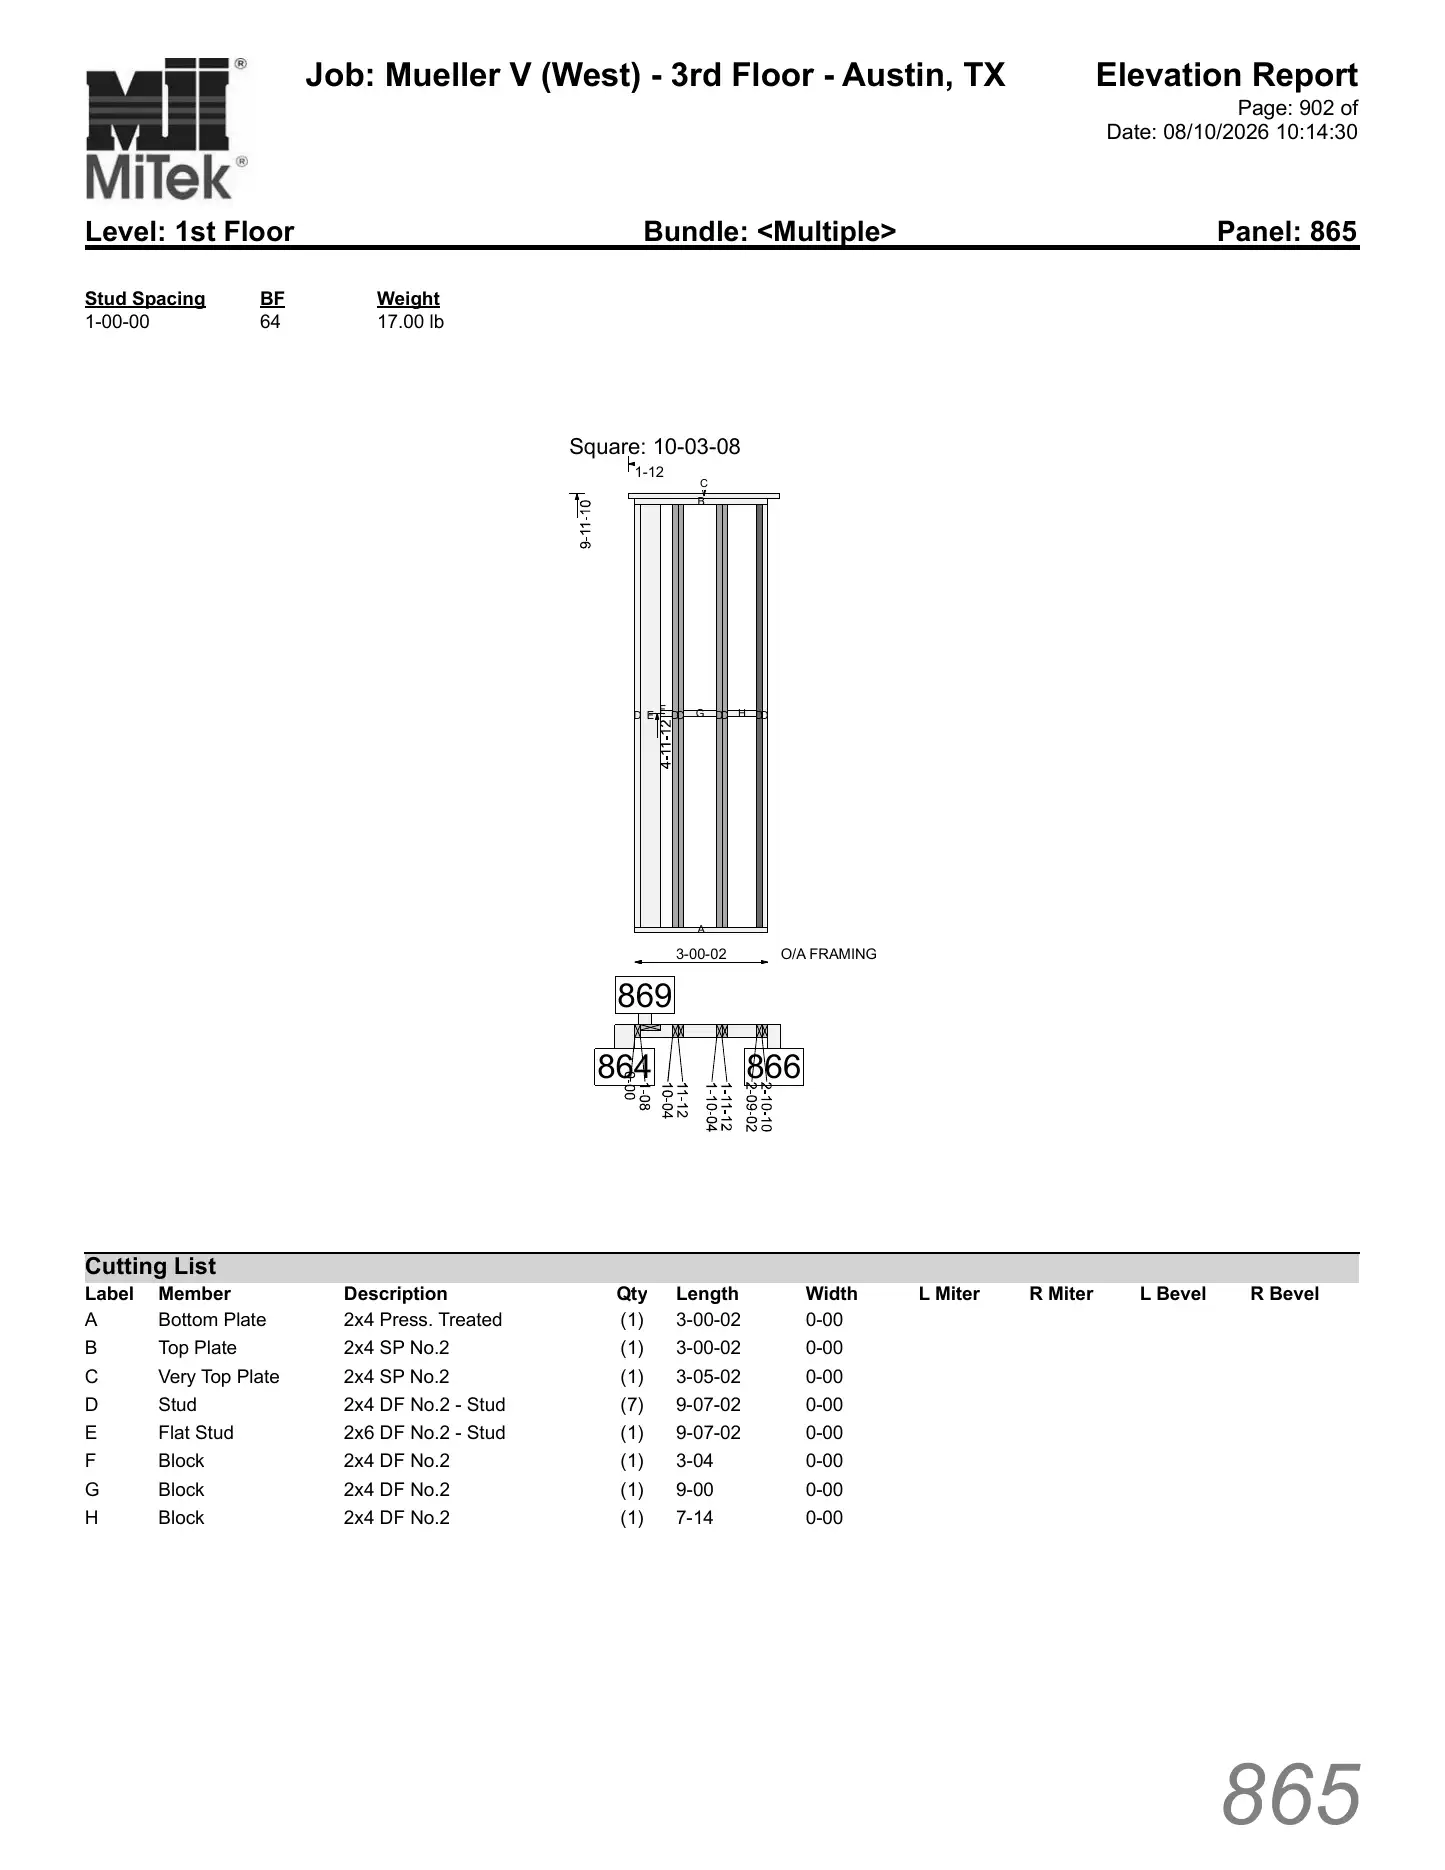 Job: Mueller V (West) - 3rd Floor - Austin, TX
Elevation Report
Page: 902 of
Date: 08/10/2026 10:14:30
®
MiTek®
Level: 1st Floor Bundle: <Multiple> Panel: 865
Stud Spacing BF Weight
1-00-00 64 17.00 lb
Square: 10-03-08
1-12
C
B
9-11-10
D E F D D G D D H D D
4-11-12
A
3-00-02 O/A FRAMING
869
864 866
0-00
1-08
10-04
11-12
1-10-04
1-11-12
2-09-02
2-10-10
Cutting List
Label Member Description Qty Length Width L Miter R Miter L Bevel R Bevel
A Bottom Plate 2x4 Press. Treated (1) 3-00-02 0-00
B Top Plate 2x4 SP No.2 (1) 3-00-02 0-00
C Very Top Plate 2x4 SP No.2 (1) 3-05-02 0-00
D Stud 2x4 DF No.2 - Stud (7) 9-07-02 0-00
E Flat Stud 2x6 DF No.2 - Stud (1) 9-07-02 0-00
F Block 2x4 DF No.2 (1) 3-04 0-00
G Block 2x4 DF No.2 (1) 9-00 0-00
H Block 2x4 DF No.2 (1) 7-14 0-00
865